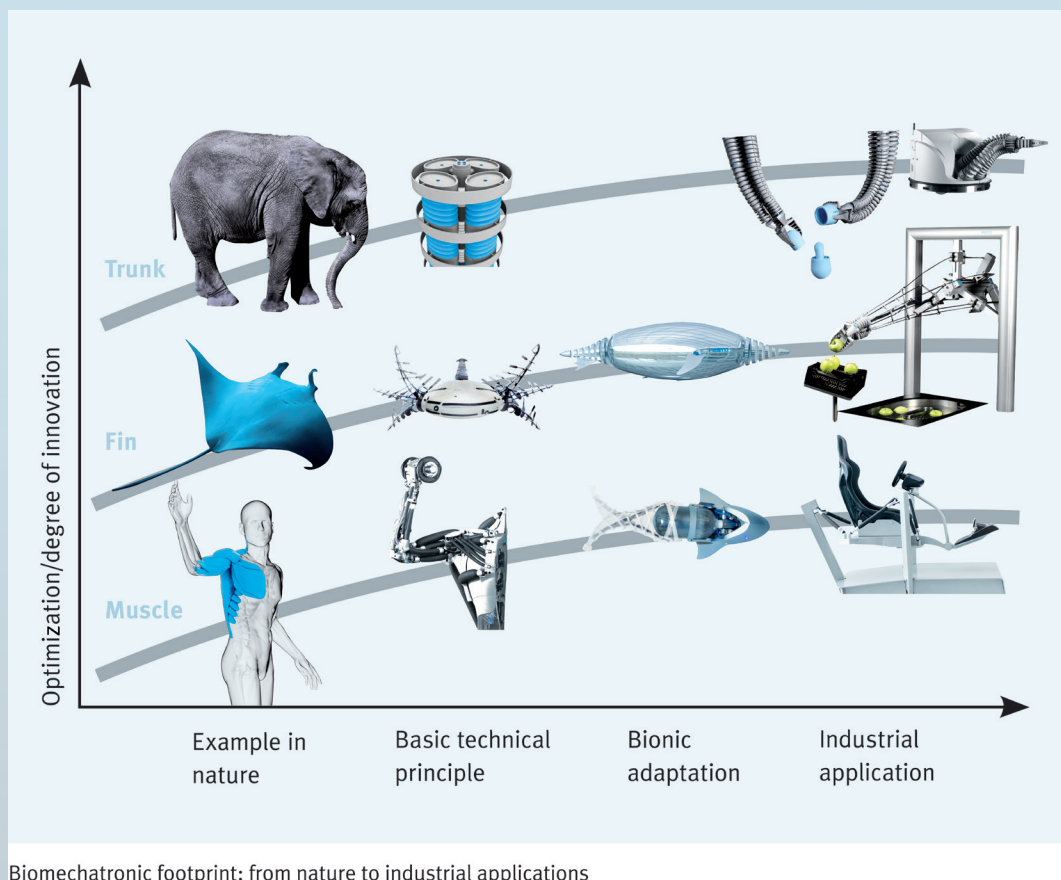 Optimization/degree of innovation
Trunk
Fin
Muscle
Example in
nature
Basic technical
principle
Bionic
adaptation
Industrial
application
Biomechatronic footprint: from nature to industrial applications